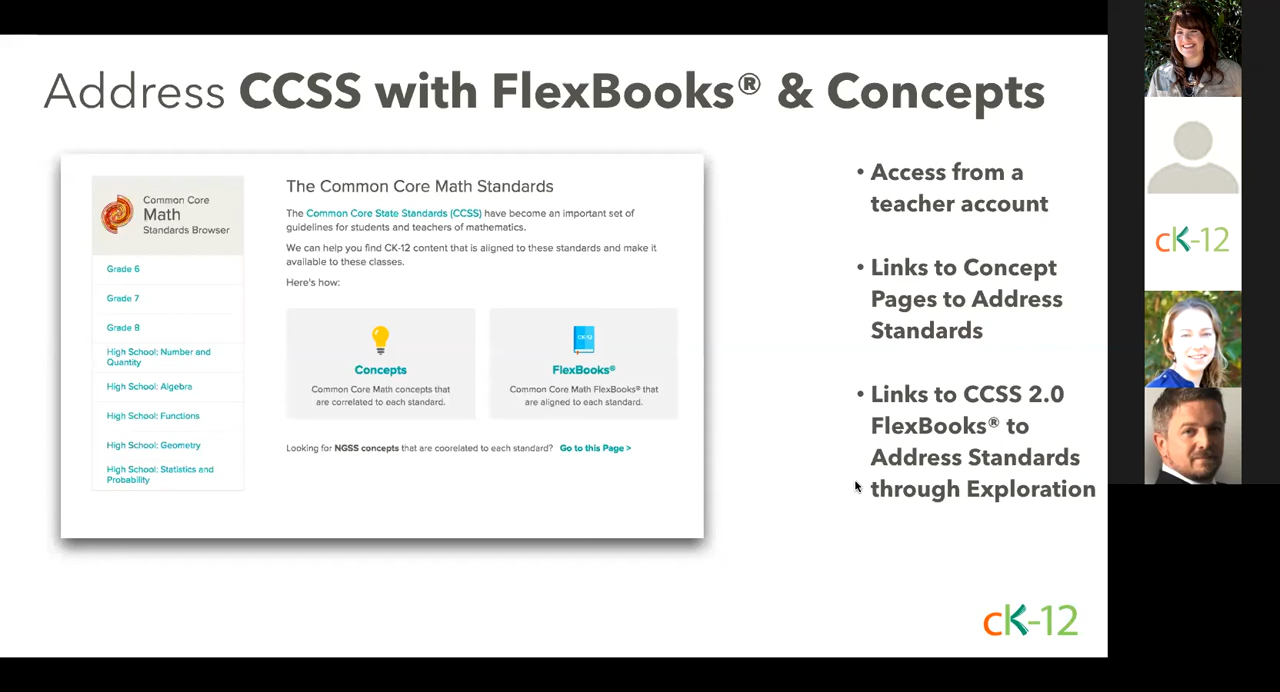 Address CCSS with FlexBooks® & Concepts
Common Core
Math
Standards Browser
Grade 6
Grade 7
Grade 8
High School: Number and
Quantity
High School: Algebra
High School: Functions
High School: Geometry
High School: Statistics and
Probability
The Common Core Math Standards
The Common Core State Standards (CCSS) have become an important set of
guidelines for students and teachers of mathematics.
We can help you find CK-12 content that is aligned to these standards and make it
available to these classes.
Here's how:
Concepts
Common Core Math concepts that
are correlated to each standard.
CK-12
FlexBooks®
Common Core Math FlexBooks® that
are aligned to each standard.
Looking for NGSS concepts that are coorelated to each standard? Go to this Page >
• Access from a
teacher account
• Links to Concept
Pages to Address
Standards
• Links to CCSS 2.0
FlexBooks® to
Address Standards
through Exploration
cK-12
cK-12